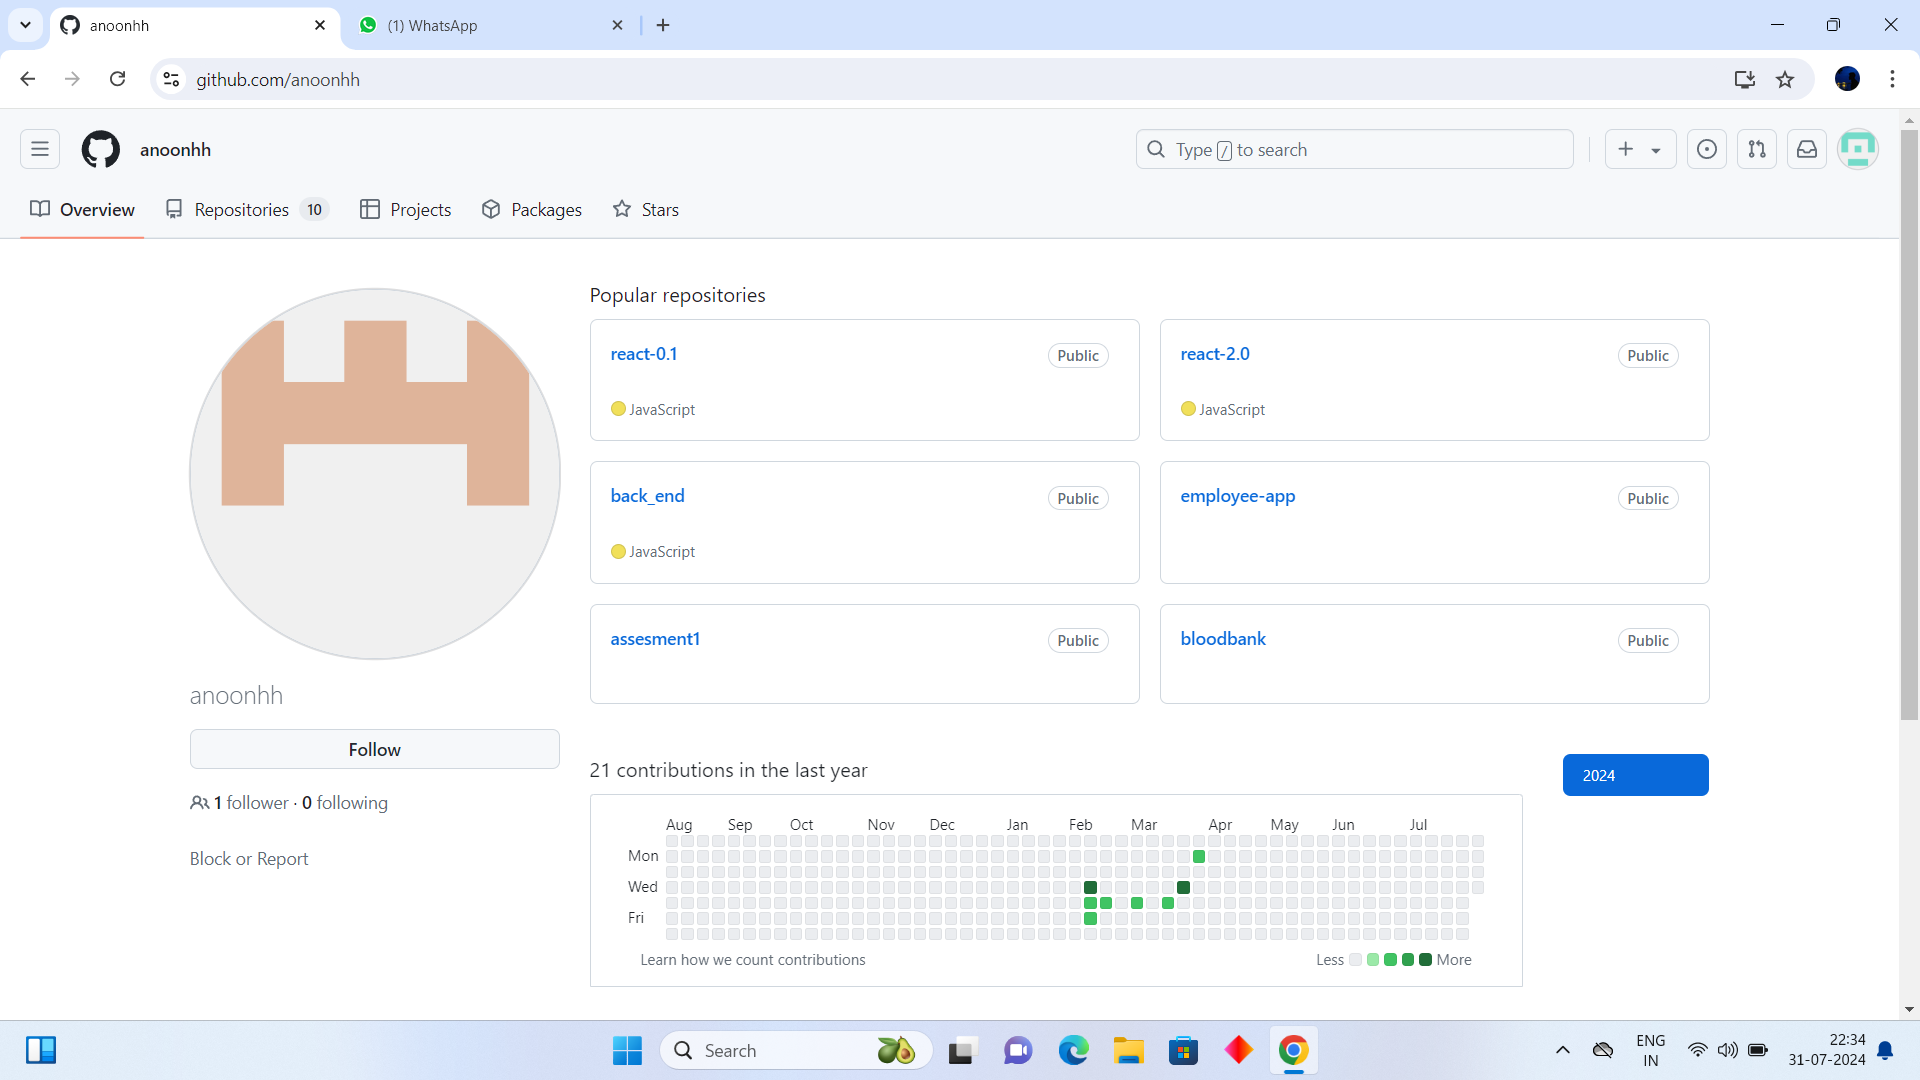 anoonhh
(1) WhatsApp
github.com/anoonhh
anoonhh
Type / to search
Overview
Repositories 10
Projects
Packages
Stars
Popular repositories
react-0.1
Public
JavaScript
react-2.0
Public
JavaScript
back_end
Public
JavaScript
employee-app
Public
assesment1
Public
bloodbank
Public
anoonhh
Follow
1 follower · 0 following
Block or Report
21 contributions in the last year
2024
Aug Sep Oct Nov Dec Jan Feb Mar Apr May Jun Jul
Mon
Wed
Fri
Learn how we count contributions
Less More
Search
ENG
IN
22:34
31-07-2024